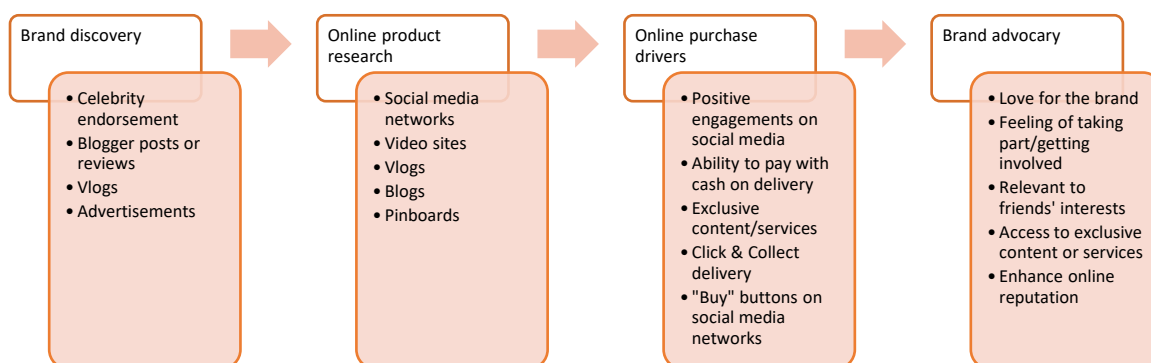 Brand discovery
• Celebrity
endorsement
• Blogger posts or
reviews
• Vlogs
• Advertisements
Online product
research
• Social media
networks
• Video sites
• Vlogs
• Blogs
• Pinboards
Online purchase
drivers
• Positive
engagements on
social media
• Ability to pay with
cash on delivery
• Exclusive
content/services
• Click & Collect
delivery
• "Buy" buttons on
social media
networks
Brand advocary
• Love for the brand
• Feeling of taking
part/getting
involved
• Relevant to
friends' interests
• Access to exclusive
content or services
• Enhance online
reputation